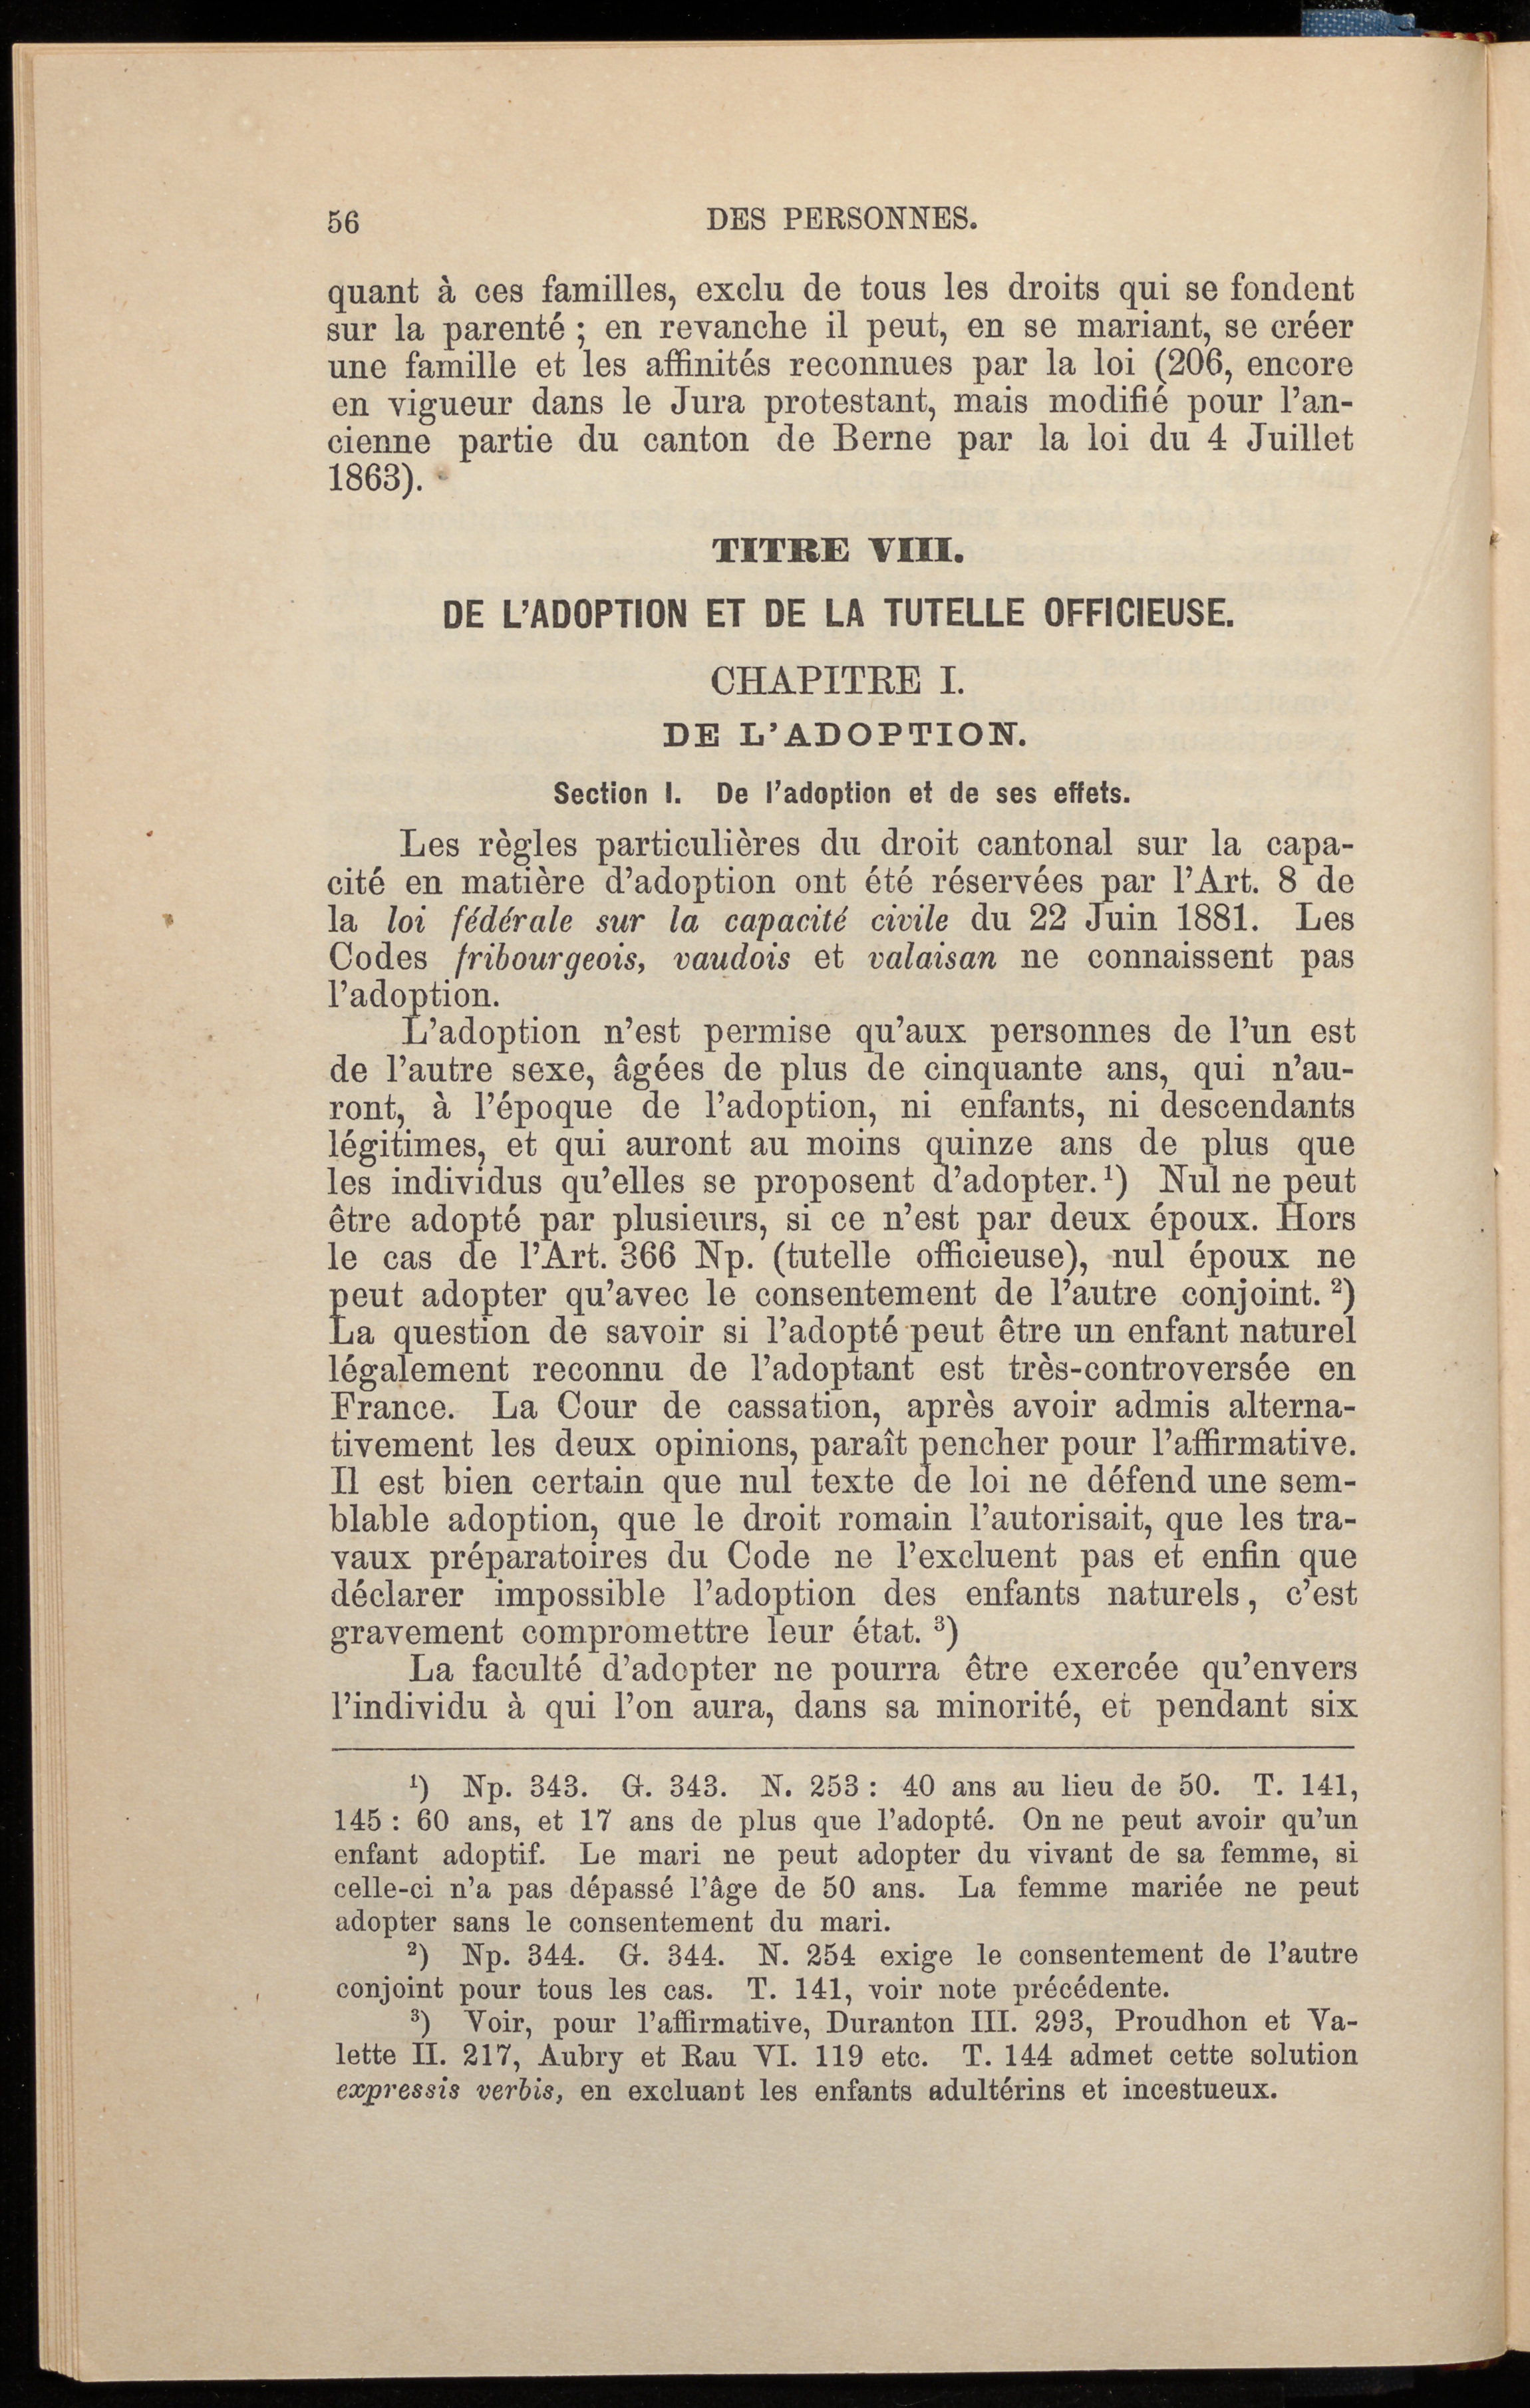 56
DES PERSONNES.
quant à ces familles, exclu de tous les droits qui se fondent
sur la parenté ; en revanche il peut, en se mariant, se créer
une famille et les affinités reconnues par la loi (206, encore
en vigueur dans le Jura protestant, mais modifié pour l'an-
cienne partie du canton de Berne par la loi du 4 Juillet
1863).
TITRE VIII.
DE L'ADOPTION ET DE LA TUTELLE OFFICIEUSE.
CHAPITRE I.
DE L'ADOPTION.
Section I. De l'adoption et de ses effets.
Les règles particulières du droit cantonal sur la capa-
cité en matière d'adoption ont été réservées par l'Art. 8 de
la loi fédérale sur la capacité civile du 22 Juin 1881. Les
Codes fribourgeois, vaudois et valaisan ne connaissent pas
l'adoption.
L'adoption n'est permise qu'aux personnes de l'un est
de l'autre sexe, âgées de plus de cinquante ans, qui n'au-
ront, à l'époque de l'adoption, ni enfants, ni descendants
légitimes, et qui auront au moins quinze ans de plus que
les individus qu'elles se proposent d'adopter. ¹) Nul ne peut
être adopté par plusieurs, si ce n'est par deux époux. Hors
le cas de l'Art. 366 Np. (tutelle officieuse), nul époux ne
peut adopter qu'avec le consentement de l'autre conjoint. ²)
La question de savoir si l'adopté peut être un enfant naturel
légalement reconnu de l'adoptant est très-controversée en
France. La Cour de cassation, après avoir admis alterna-
tivement les deux opinions, paraît pencher pour l'affirmative.
Il est bien certain que nul texte de loi ne défend une sem-
blable adoption, que le droit romain l'autorisait, que les tra-
vaux préparatoires du Code ne l'excluent pas et enfin que
déclarer impossible l'adoption des enfants naturels, c'est
gravement compromettre leur état. ³)
La faculté d'adopter ne pourra être exercée qu'envers
l'individu à qui l'on aura, dans sa minorité, et pendant six
¹) Np. 343. G. 343. N. 253 : 40 ans au lieu de 50. T. 141,
145 : 60 ans, et 17 ans de plus que l'adopté. On ne peut avoir qu'un
enfant adoptif. Le mari ne peut adopter du vivant de sa femme, si
celle-ci n'a pas dépassé l'âge de 50 ans. La femme mariée ne peut
adopter sans le consentement du mari.
²) Np. 344. G. 344. N. 254 exige le consentement de l'autre
conjoint pour tous les cas. T. 141, voir note précédente.
³) Voir, pour l'affirmative, Duranton III. 293, Proudhon et Va-
lette II. 217, Aubry et Rau VI. 119 etc. T. 144 admet cette solution
expressis verbis, en excluant les enfants adultérins et incestueux.